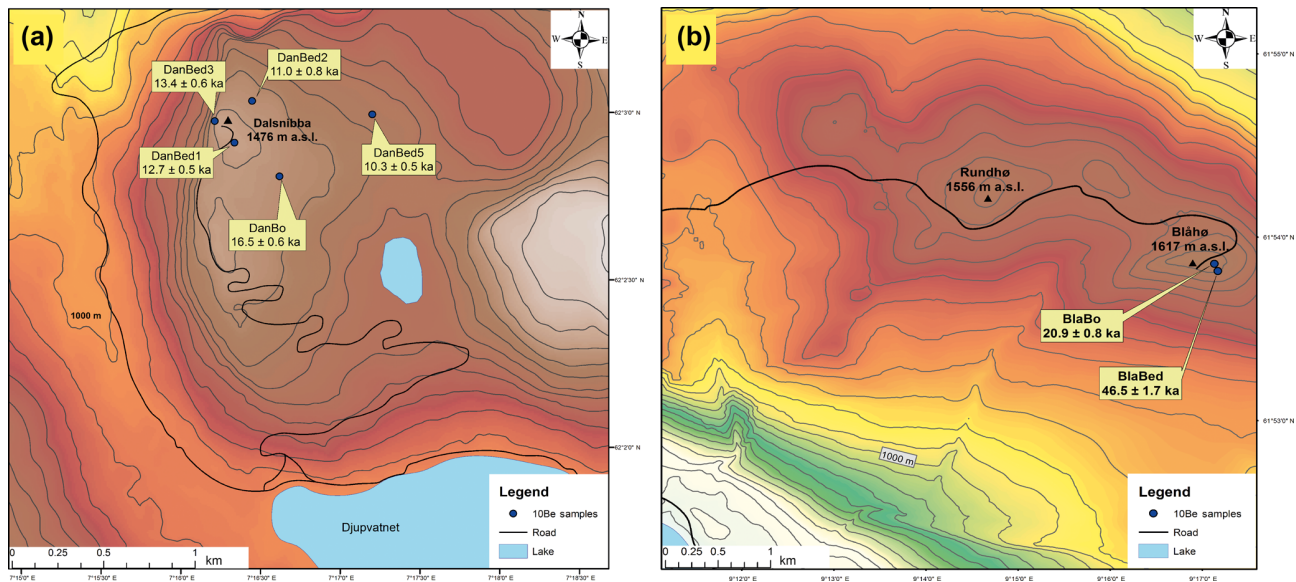 (a)
N
W E
S
DanBed3
13.4 ± 0.6 ka
DanBed2
11.0 ± 0.8 ka
Dalsnibba
1476 m a.s.l.
DanBed1
12.7 ± 0.5 ka
DanBed5
10.3 ± 0.5 ka
DanBo
16.5 ± 0.6 ka
1000 m
Djupvatnet
Legend
10Be samples
Road
Lake
0 0.25 0.5 1
km
62°3'0" N
62°2'30" N
62°2'0" N
7°15'0" E 7°15'30" E 7°16'0" E 7°16'30" E 7°17'0" E 7°17'30" E 7°18'0" E 7°18'30" E
(b)
N
W E
S
Rundhø
1556 m a.s.l.
Blåhø
1617 m a.s.l.
BlaBo
20.9 ± 0.8 ka
BlaBed
46.5 ± 1.7 ka
1000 m
Legend
10Be samples
Road
Lake
0 0.25 0.5 1
km
61°55'0" N
61°54'0" N
61°53'0" N
9°12'0" E 9°13'0" E 9°14'0" E 9°15'0" E 9°16'0" E 9°17'0" E